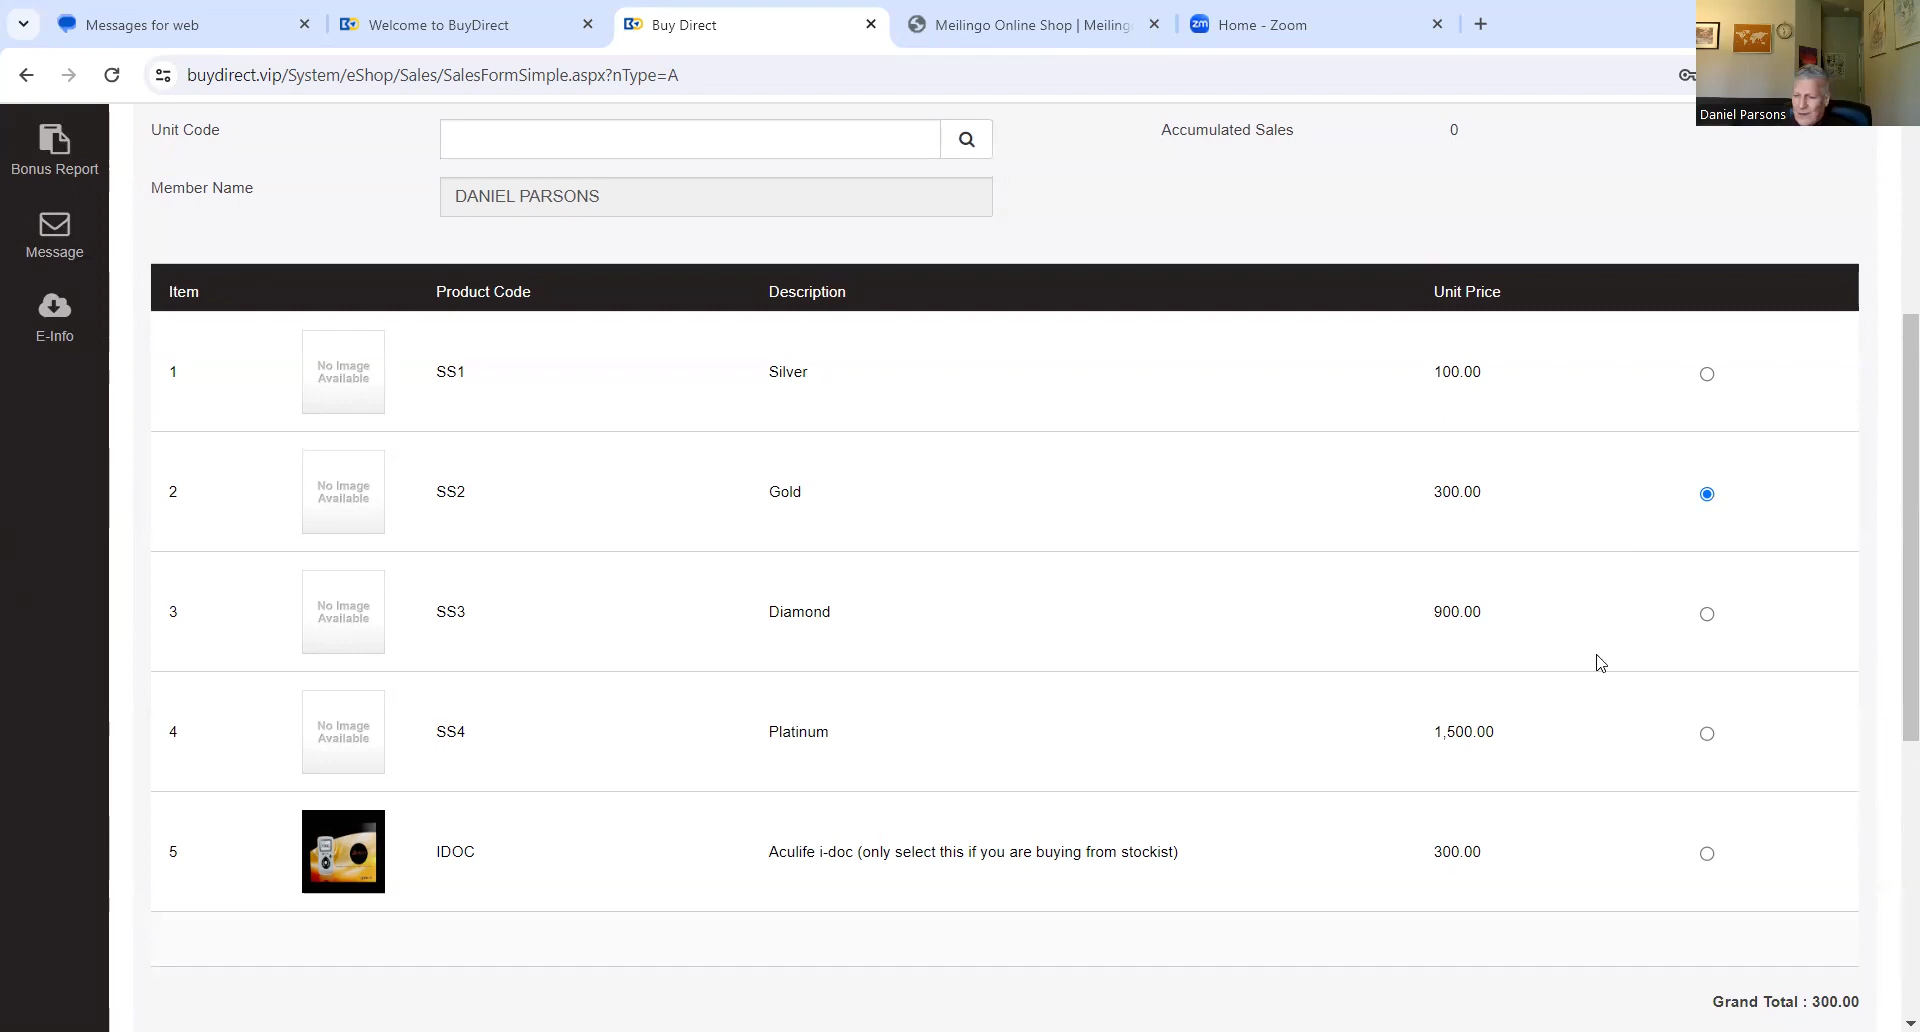 Messages for web
Welcome to BuyDirect
Buy Direct
Meilingo Online Shop | Meiling
zm Home - Zoom
buydirect.vip/System/eShop/Sales/SalesFormSimple.aspx?nType=A
Daniel Parsons
Bonus Report
Message
E-Info
Unit Code
Accumulated Sales 0
Member Name DANIEL PARSONS
Item Product Code Description Unit Price
1 No Image Available SS1 Silver 100.00
2 No Image Available SS2 Gold 300.00
3 No Image Available SS3 Diamond 900.00
4 No Image Available SS4 Platinum 1,500.00
5 IDOC Aculife i-doc (only select this if you are buying from stockist) 300.00
Grand Total : 300.00